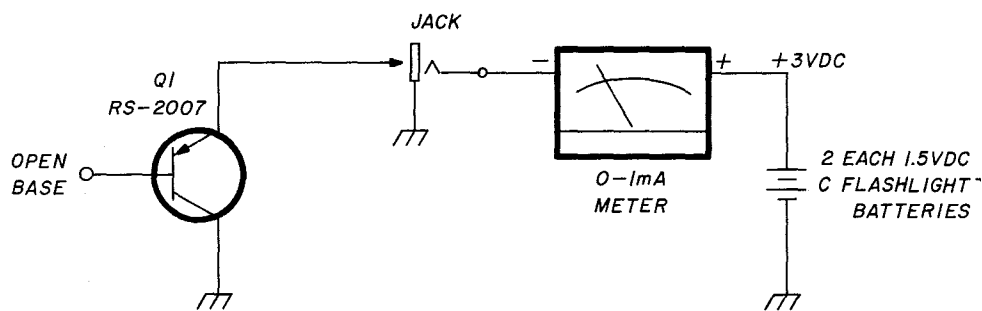 JACK
Q1
RS-2007
OPEN
BASE
−
+
+3VDC
0-1mA
METER
2 EACH 1.5VDC
C FLASHLIGHT
BATTERIES